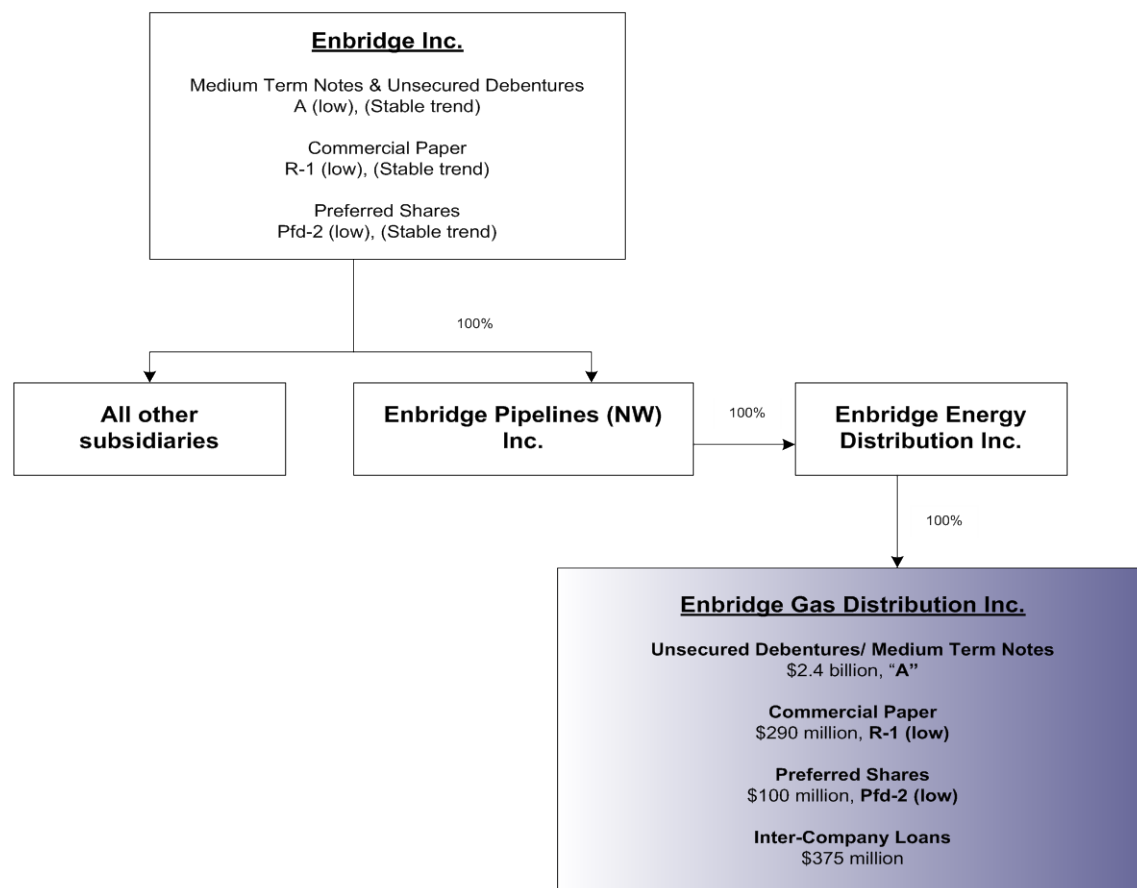 Enbridge Inc.
Medium Term Notes & Unsecured Debentures
A (low), (Stable trend)
Commercial Paper
R-1 (low), (Stable trend)
Preferred Shares
Pfd-2 (low), (Stable trend)
100%
All other
subsidiaries
Enbridge Pipelines (NW)
Inc.
100%
Enbridge Energy
Distribution Inc.
100%
Enbridge Gas Distribution Inc.
Unsecured Debentures/ Medium Term Notes
$2.4 billion, “A”
Commercial Paper
$290 million, R-1 (low)
Preferred Shares
$100 million, Pfd-2 (low)
Inter-Company Loans
$375 million